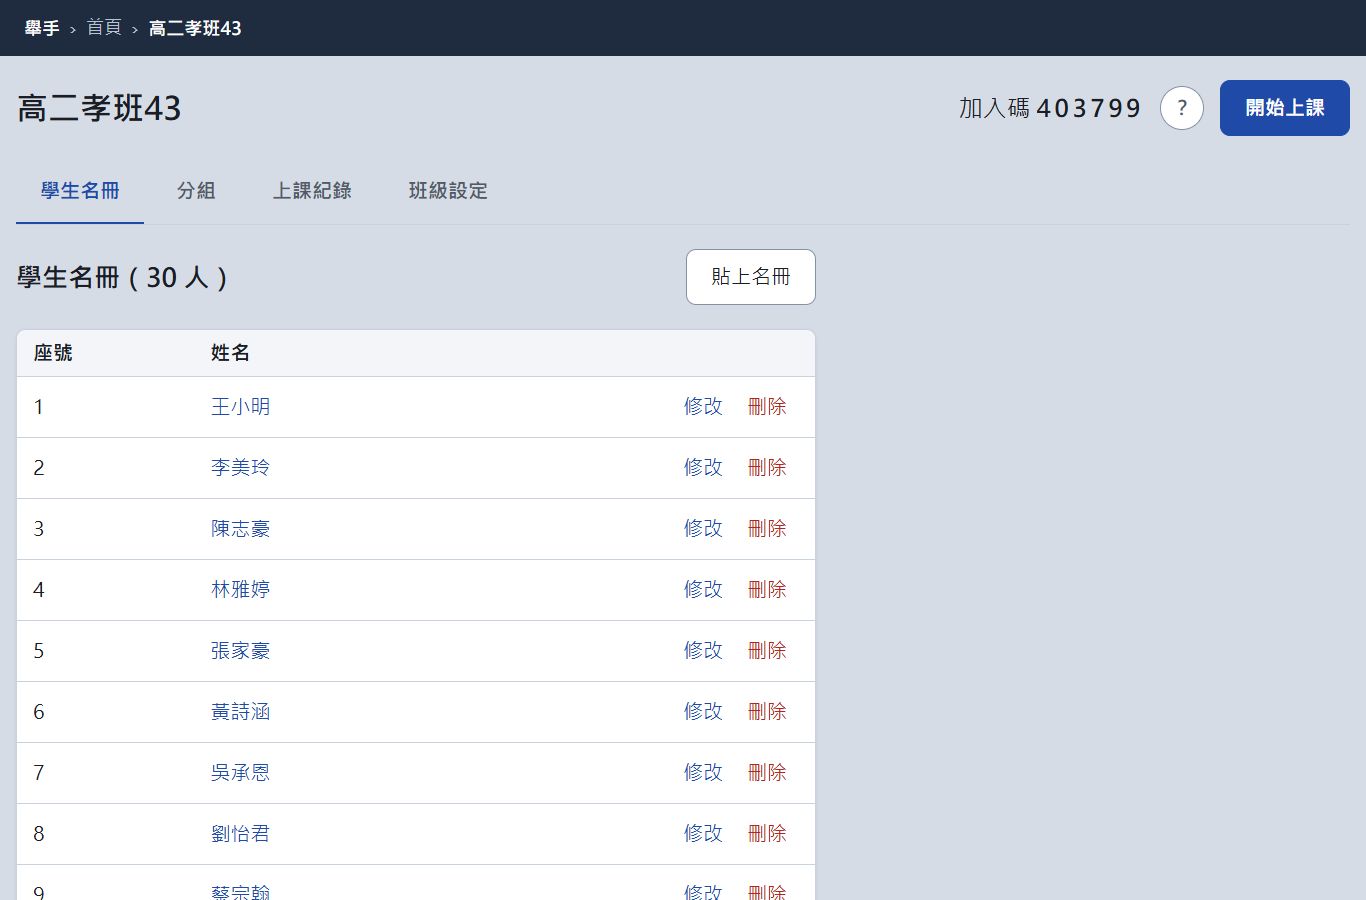 舉手 › 首頁 › 高二孝班43
高二孝班43
加入碼 403799
?
開始上課
學生名冊 分組 上課紀錄 班級設定
學生名冊（30 人）
貼上名冊
座號 姓名
1 王小明 修改 刪除
2 李美玲 修改 刪除
3 陳志豪 修改 刪除
4 林雅婷 修改 刪除
5 張家豪 修改 刪除
6 黃詩涵 修改 刪除
7 吳承恩 修改 刪除
8 劉怡君 修改 刪除
9 蔡宗翰 修改 刪除